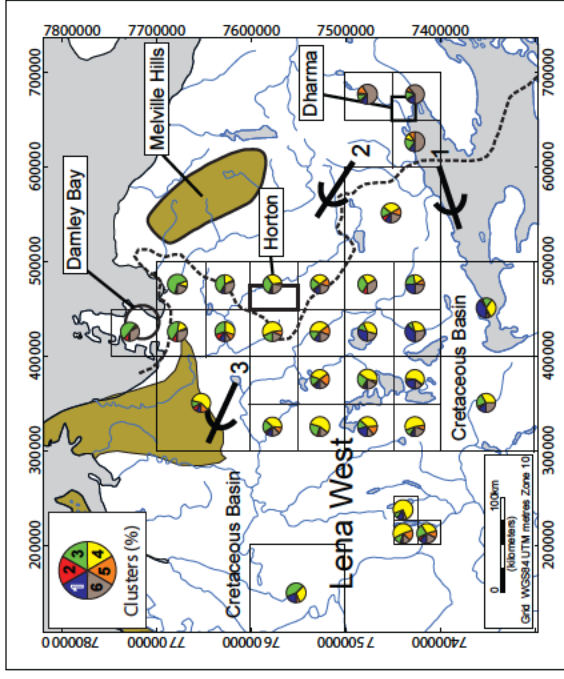 200000
300000
400000
500000
600000
700000
7800000
7700000
7600000
7500000
7400000
Clusters (%)
1
2
3
4
5
6
Damley Bay
Melville Hills
Cretaceous Basin
3
Horton
2
Dharma
Lena West
1
Cretaceous Basin
0
100km
(kilometers)
Grid WGS84 UTM metres Zone 10
7800000
7700000
7600000
7500000
7400000
200000
300000
400000
500000
600000
700000